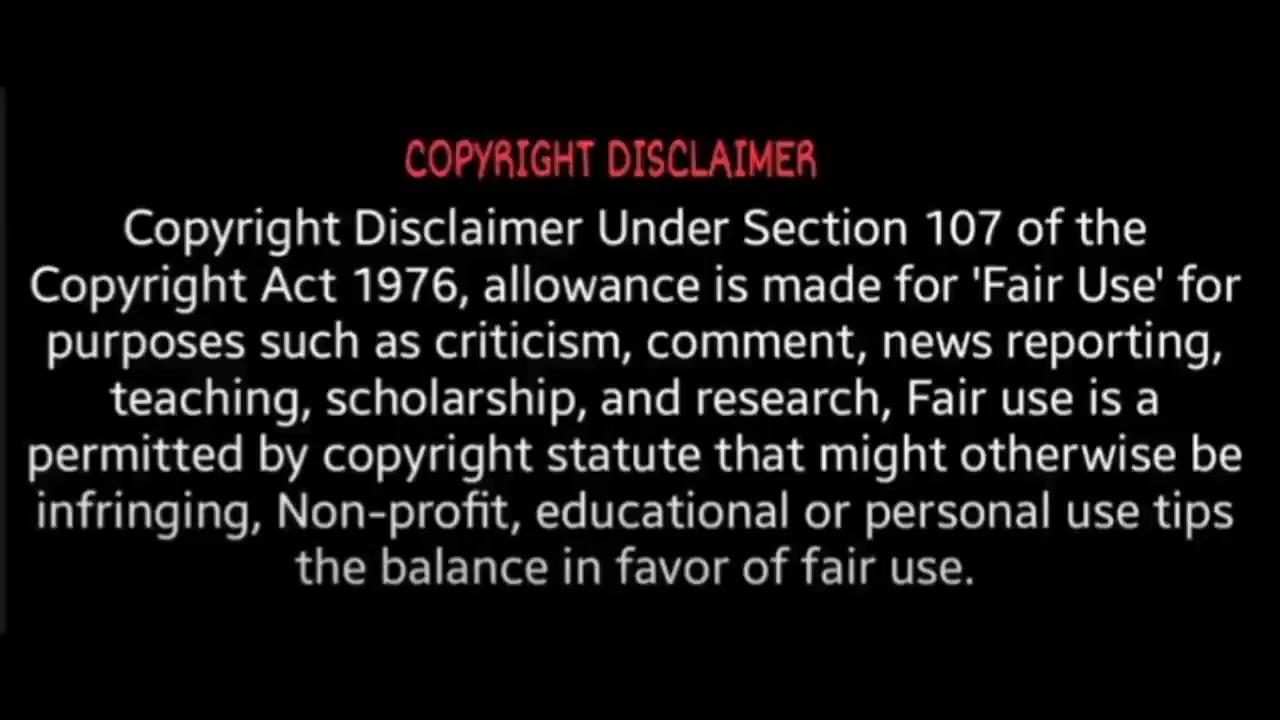 COPYRIGHT DISCLAIMER
Copyright Disclaimer Under Section 107 of the
Copyright Act 1976, allowance is made for 'Fair Use' for
purposes such as criticism, comment, news reporting,
teaching, scholarship, and research, Fair use is a
permitted by copyright statute that might otherwise be
infringing, Non-profit, educational or personal use tips
the balance in favor of fair use.